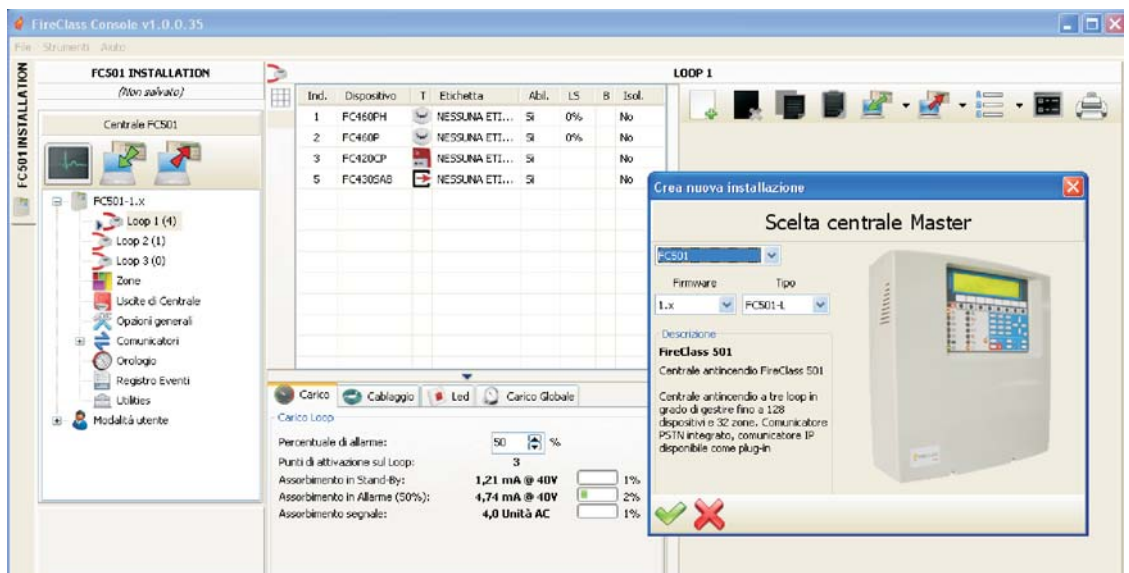 FireClass Console v1.0.0.35
File Strumenti Aiuto
FC501 INSTALLATION
FC501 INSTALLATION
(Non salvato)
Centrale FC501
FC501-1.x
Loop 1 (4)
Loop 2 (1)
Loop 3 (0)
Zone
Uscite di Centrale
Opzioni generali
Comunicatori
Orologio
Registro Eventi
Utilities
Modalità utente
LOOP 1
Ind. Dispositivo T Etichetta Abil. LS B Isol.
1 FC460PH NESSUNA ETI... Si 0% No
2 FC460P NESSUNA ETI... Si 0% No
3 FC420CP NESSUNA ETI... Si No
5 FC430SAB NESSUNA ETI... Si No
Carico Cablaggio Led Carico Globale
Carico Loop
Percentuale di allarme: 50 %
Punti di attivazione sul Loop: 3
Assorbimento in Stand-By: 1,21 mA @ 40V 1%
Assorbimento in Allarme (50%): 4,74 mA @ 40V 2%
Assorbimento segnale: 4,0 Unità AC 1%
Crea nuova installazione
Scelta centrale Master
FC501
Firmware Tipo
1.x FC501-L
Descrizione
FireClass 501
Centrale antincendio FireClass 501
Centrale antincendio a tre loop in
grado di gestire fino a 128
dispositivi e 32 zone. Comunicatore
PSTN integrato, comunicatore IP
disponibile come plug-in